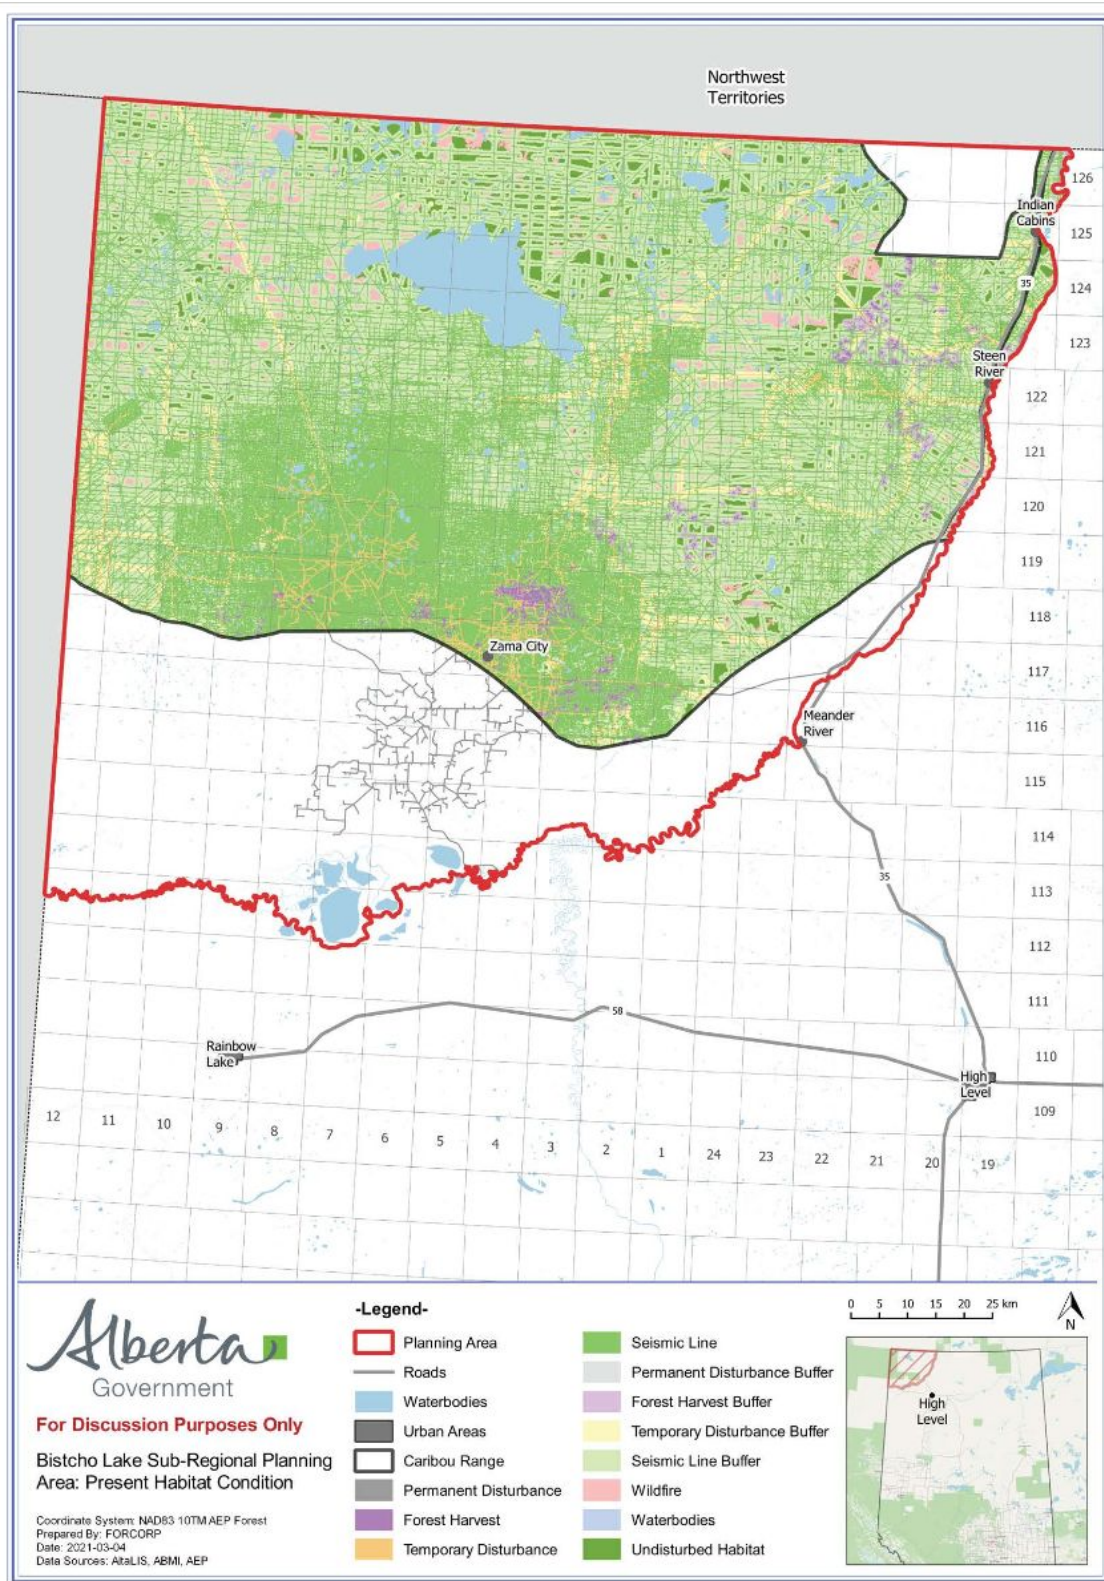 Northwest
Territories
126
Indian
Cabins
125
35
124
123
Steen
River
122
121
120
119
118
Zama City
117
Meander
River
116
115
114
35
113
112
111
58
Rainbow
Lake
110
High
Level
109
12
11
10
9
8
7
6
5
4
3
2
1
24
23
22
21
20
19
Alberta
Government
For Discussion Purposes Only
Bistcho Lake Sub-Regional Planning
Area: Present Habitat Condition
Coordinate System: NAD83 10TM AEP Forest
Prepared By: FORCORP
Date: 2021-03-04
Data Sources: AltaLIS, ABMI, AEP
-Legend-
Planning Area
Roads
Waterbodies
Urban Areas
Caribou Range
Permanent Disturbance
Forest Harvest
Temporary Disturbance
Seismic Line
Permanent Disturbance Buffer
Forest Harvest Buffer
Temporary Disturbance Buffer
Seismic Line Buffer
Wildfire
Waterbodies
Undisturbed Habitat
0 5 10 15 20 25 km
N
High
Level